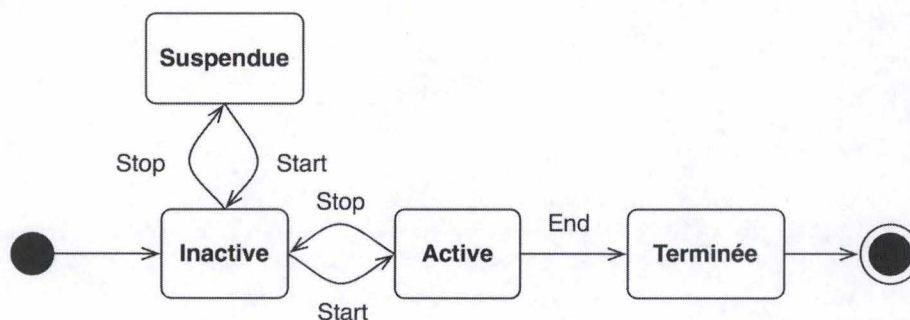 Suspendue
Stop
Start
Stop
Inactive
Active
End
Terminée
Start